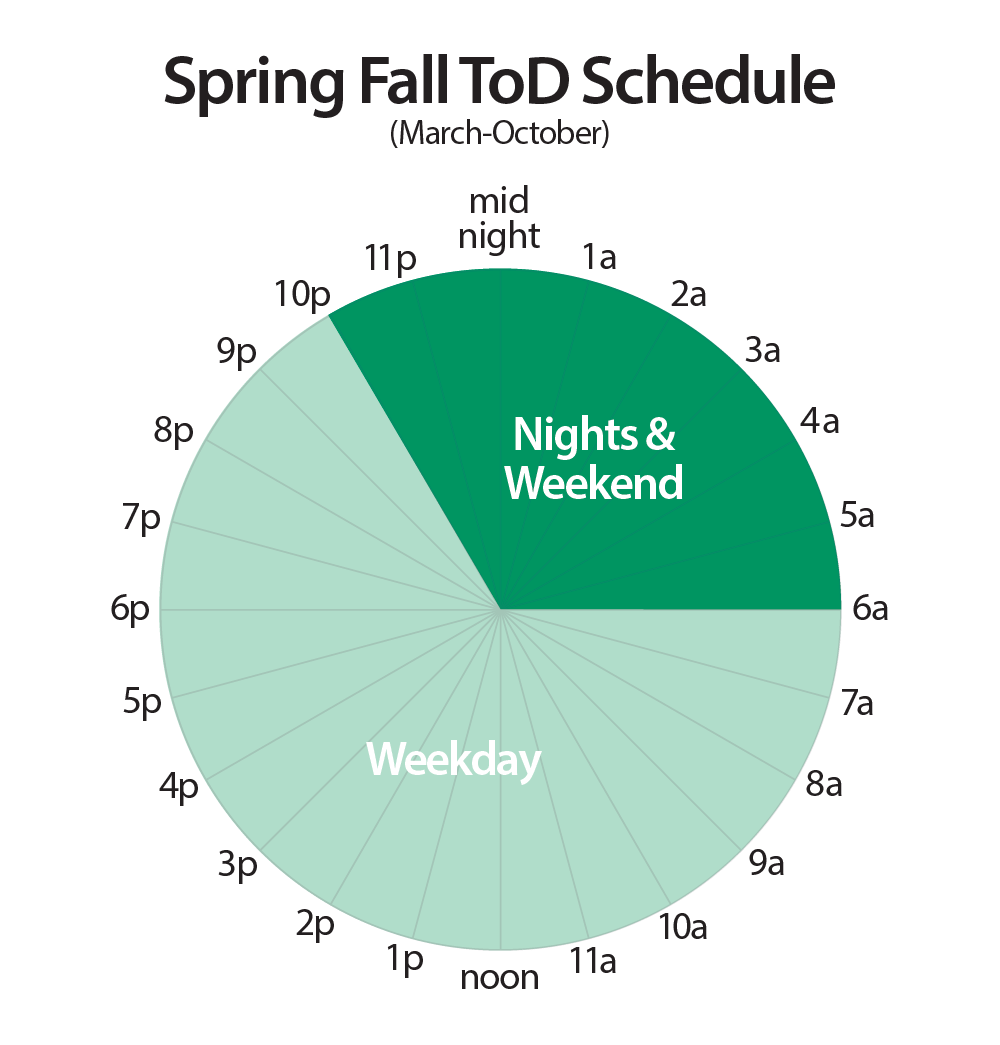 Spring Fall ToD Schedule
(March-October)
mid
night
1a
2a
3a
4a
5a
6a
7a
8a
9a
10a
11a
noon
1p
2p
3p
4p
5p
6p
7p
8p
9p
10p
11p
Nights &
Weekend
Weekday